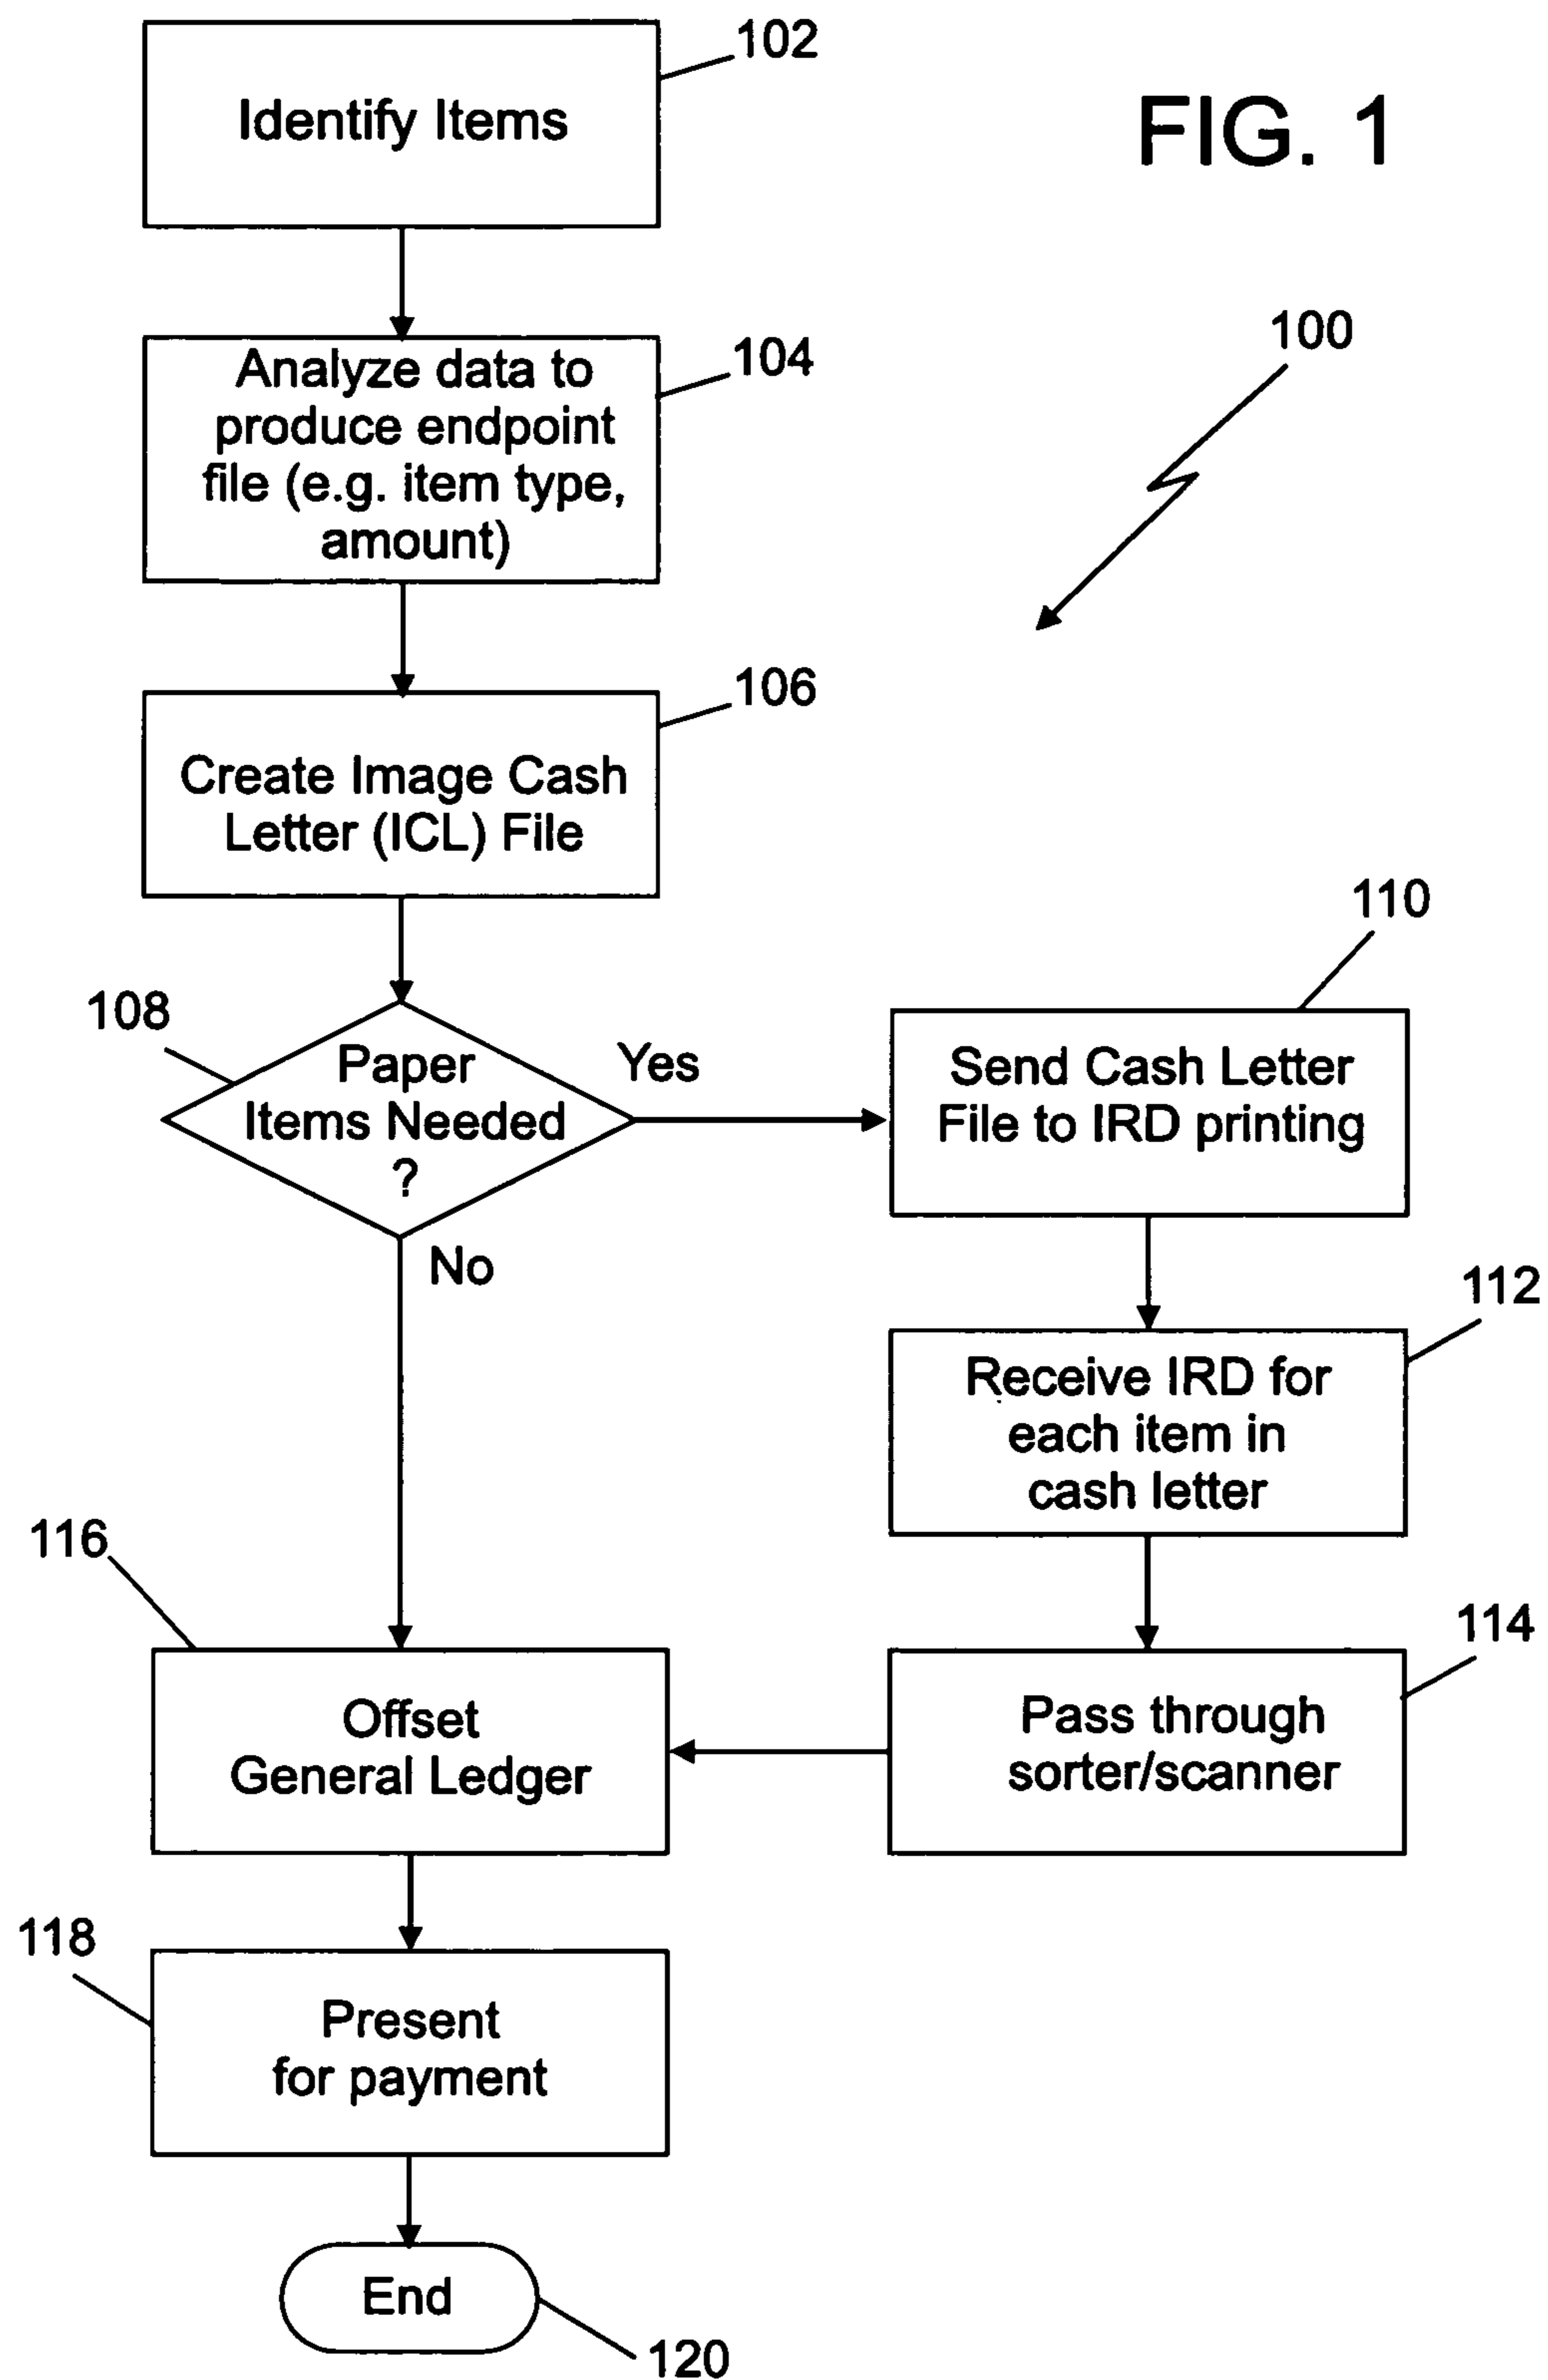 102
Identify Items
FIG. 1
100
104
Analyze data to
produce endpoint
file (e.g. item type,
amount)
106
Create Image Cash
Letter (ICL) File
108
Paper
Items Needed
?
Yes
No
110
Send Cash Letter
File to IRD printing
112
Receive IRD for
each item in
cash letter
114
Pass through
sorter/scanner
116
Offset
General Ledger
118
Present
for payment
End
120